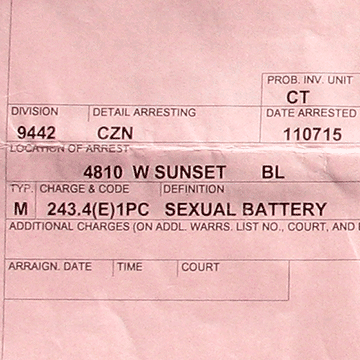 PROB. INV. UNIT
CT
DIVISION DETAIL ARRESTING DATE ARRESTED
9442 CZN 110715
LOCATION OF ARREST
4810 W SUNSET BL
TYP. CHARGE & CODE DEFINITION
M 243.4(E)1PC SEXUAL BATTERY
ADDITIONAL CHARGES (ON ADDL. WARRS. LIST NO., COURT, AND
ARRAIGN. DATE TIME COURT